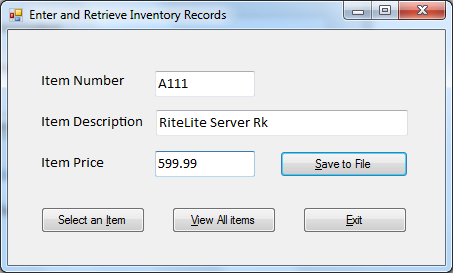 Enter and Retrieve Inventory Records
Item Number A111
Item Description RiteLite Server Rk
Item Price 599.99 Save to File
Select an Item View All items Exit